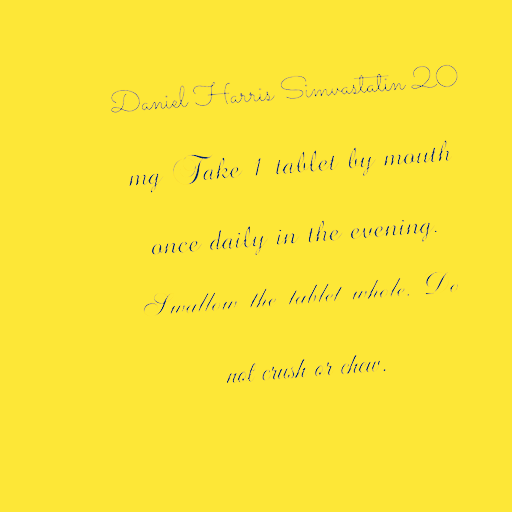 Daniel Harris Simvastatin 20
mg Take 1 tablet by mouth
once daily in the evening.
Swallow the tablet whole. Do
not crush or chew.